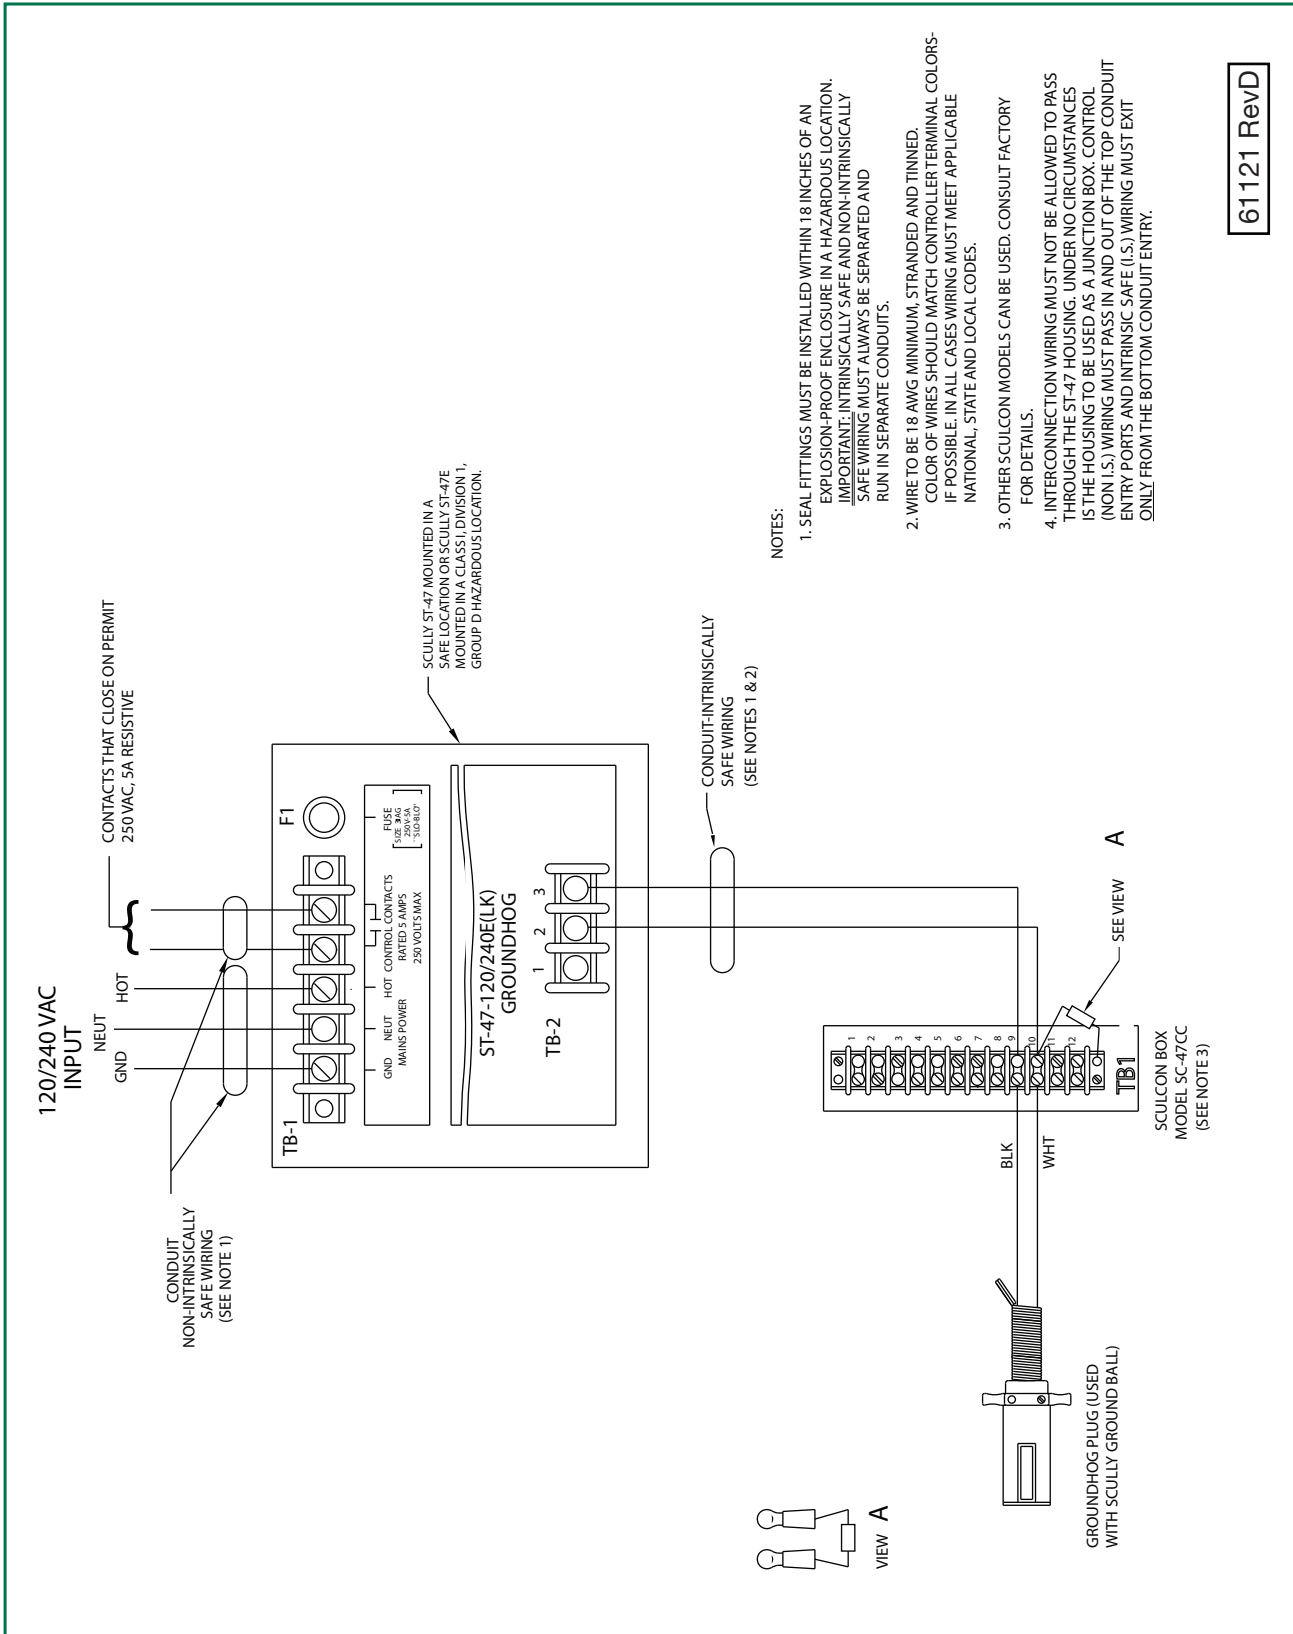 120/240 VAC
INPUT
GND
NEUT
HOT
CONTACTS THAT CLOSE ON PERMIT
250 VAC, 5A RESISTIVE
CONDUIT
NON-INTRINSICALLY
SAFE WIRING
(SEE NOTE 1)
TB-1
F1
GND
NEUT
HOT
MAINS POWER
CONTROL CONTACTS
RATED 5 AMPS
250 VOLTS MAX
FUSE
SIZE 3AG
250V-5A
"SLO-BLO"
ST-47-120/240E(LK)
GROUNDHOG
TB-2
1
2
3
SCULLY ST-47 MOUNTED IN A
SAFE LOCATION OR SCULLY ST-47E
MOUNTED IN A CLASS I, DIVISION 1,
GROUP D HAZARDOUS LOCATION.
CONDUIT-INTRINSICALLY
SAFE WIRING
(SEE NOTES 1 & 2)
1
2
3
4
5
6
7
8
9
10
11
12
TB1
SEE VIEW A
BLK
WHT
SCULCON BOX
MODEL SC-47CC
(SEE NOTE 3)
GROUNDHOG PLUG (USED
WITH SCULLY GROUND BALL)
VIEW A
NOTES:
1. SEAL FITTINGS MUST BE INSTALLED WITHIN 18 INCHES OF AN
EXPLOSION-PROOF ENCLOSURE IN A HAZARDOUS LOCATION.
IMPORTANT: INTRINSICALLY SAFE AND NON-INTRINSICALLY
SAFE WIRING MUST ALWAYS BE SEPARATED AND
RUN IN SEPARATE CONDUITS.
2. WIRE TO BE 18 AWG MINIMUM, STRANDED AND TINNED.
COLOR OF WIRES SHOULD MATCH CONTROLLER TERMINAL COLORS-
IF POSSIBLE. IN ALL CASES WIRING MUST MEET APPLICABLE
NATIONAL, STATE AND LOCAL CODES.
3. OTHER SCULCON MODELS CAN BE USED. CONSULT FACTORY
FOR DETAILS.
4. INTERCONNECTION WIRING MUST NOT BE ALLOWED TO PASS
THROUGH THE ST-47 HOUSING. UNDER NO CIRCUMSTANCES
IS THE HOUSING TO BE USED AS A JUNCTION BOX. CONTROL
(NON I.S.) WIRING MUST PASS IN AND OUT OF THE TOP CONDUIT
ENTRY PORTS AND INTRINSIC SAFE (I.S.) WIRING MUST EXIT
ONLY FROM THE BOTTOM CONDUIT ENTRY.
61121 RevD